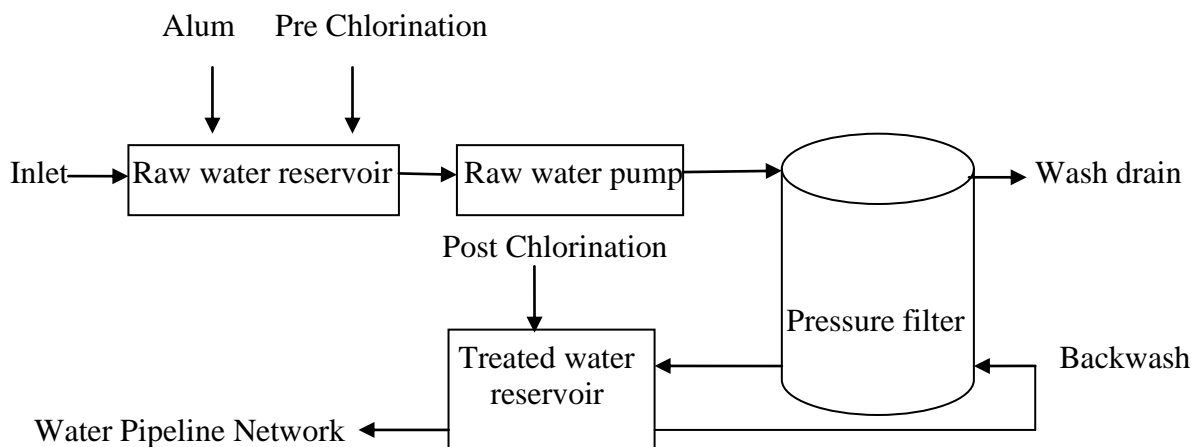 Alum
Pre Chlorination
Inlet
Raw water reservoir
Raw water pump
Wash drain
Post Chlorination
Pressure filter
Treated water
reservoir
Backwash
Water Pipeline Network